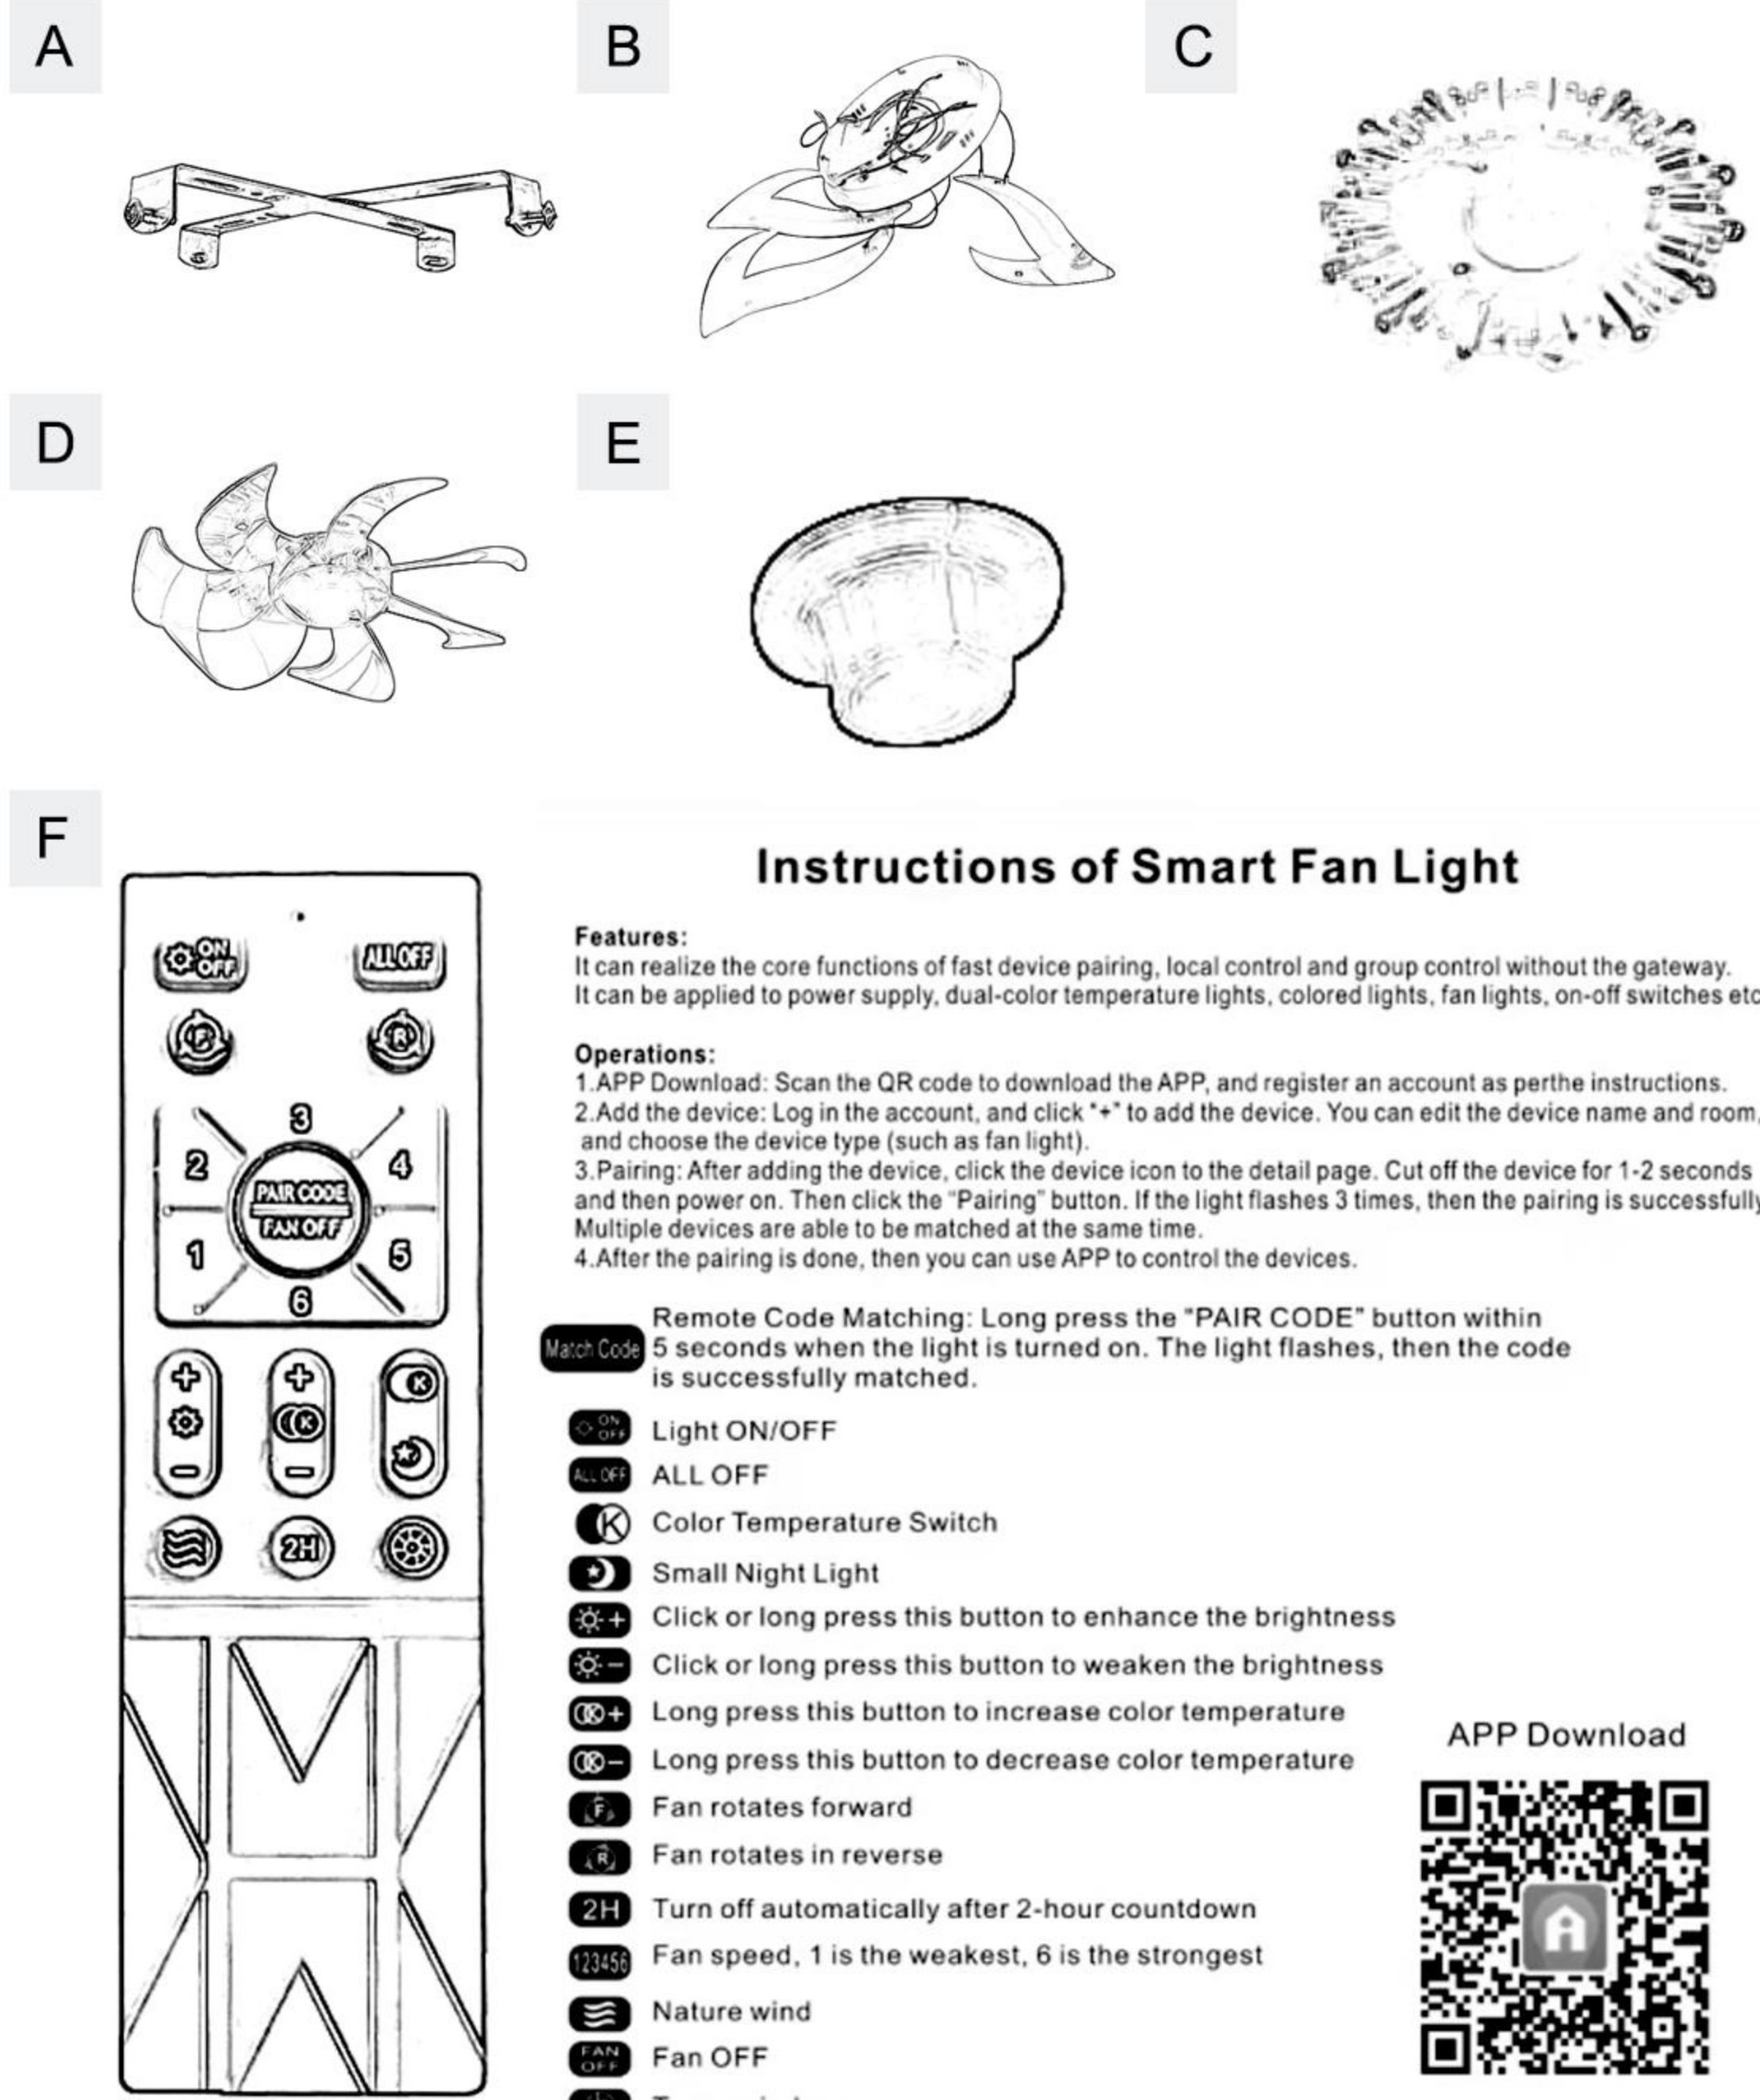 A
B
C
D
E
F
ON
OFF
ALL OFF
F
R
3
2
4
PAIR CODE
FAN OFF
1
5
6
+
+
K
K
−
−
2H
Instructions of Smart Fan Light
Features:
It can realize the core functions of fast device pairing, local control and group control without the gateway.
It can be applied to power supply, dual-color temperature lights, colored lights, fan lights, on-off switches etc
Operations:
1.APP Download: Scan the QR code to download the APP, and register an account as perthe instructions.
2.Add the device: Log in the account, and click "+" to add the device. You can edit the device name and room,
and choose the device type (such as fan light).
3.Pairing: After adding the device, click the device icon to the detail page. Cut off the device for 1-2 seconds
and then power on. Then click the "Pairing" button. If the light flashes 3 times, then the pairing is successfully
Multiple devices are able to be matched at the same time.
4.After the pairing is done, then you can use APP to control the devices.
Match Code
Remote Code Matching: Long press the "PAIR CODE" button within
5 seconds when the light is turned on. The light flashes, then the code
is successfully matched.
ON OFF Light ON/OFF
ALL OFF ALL OFF
K Color Temperature Switch
Small Night Light
+ Click or long press this button to enhance the brightness
− Click or long press this button to weaken the brightness
+ Long press this button to increase color temperature
− Long press this button to decrease color temperature
F Fan rotates forward
R Fan rotates in reverse
2H Turn off automatically after 2-hour countdown
123456 Fan speed, 1 is the weakest, 6 is the strongest
Nature wind
FAN OFF Fan OFF
APP Download